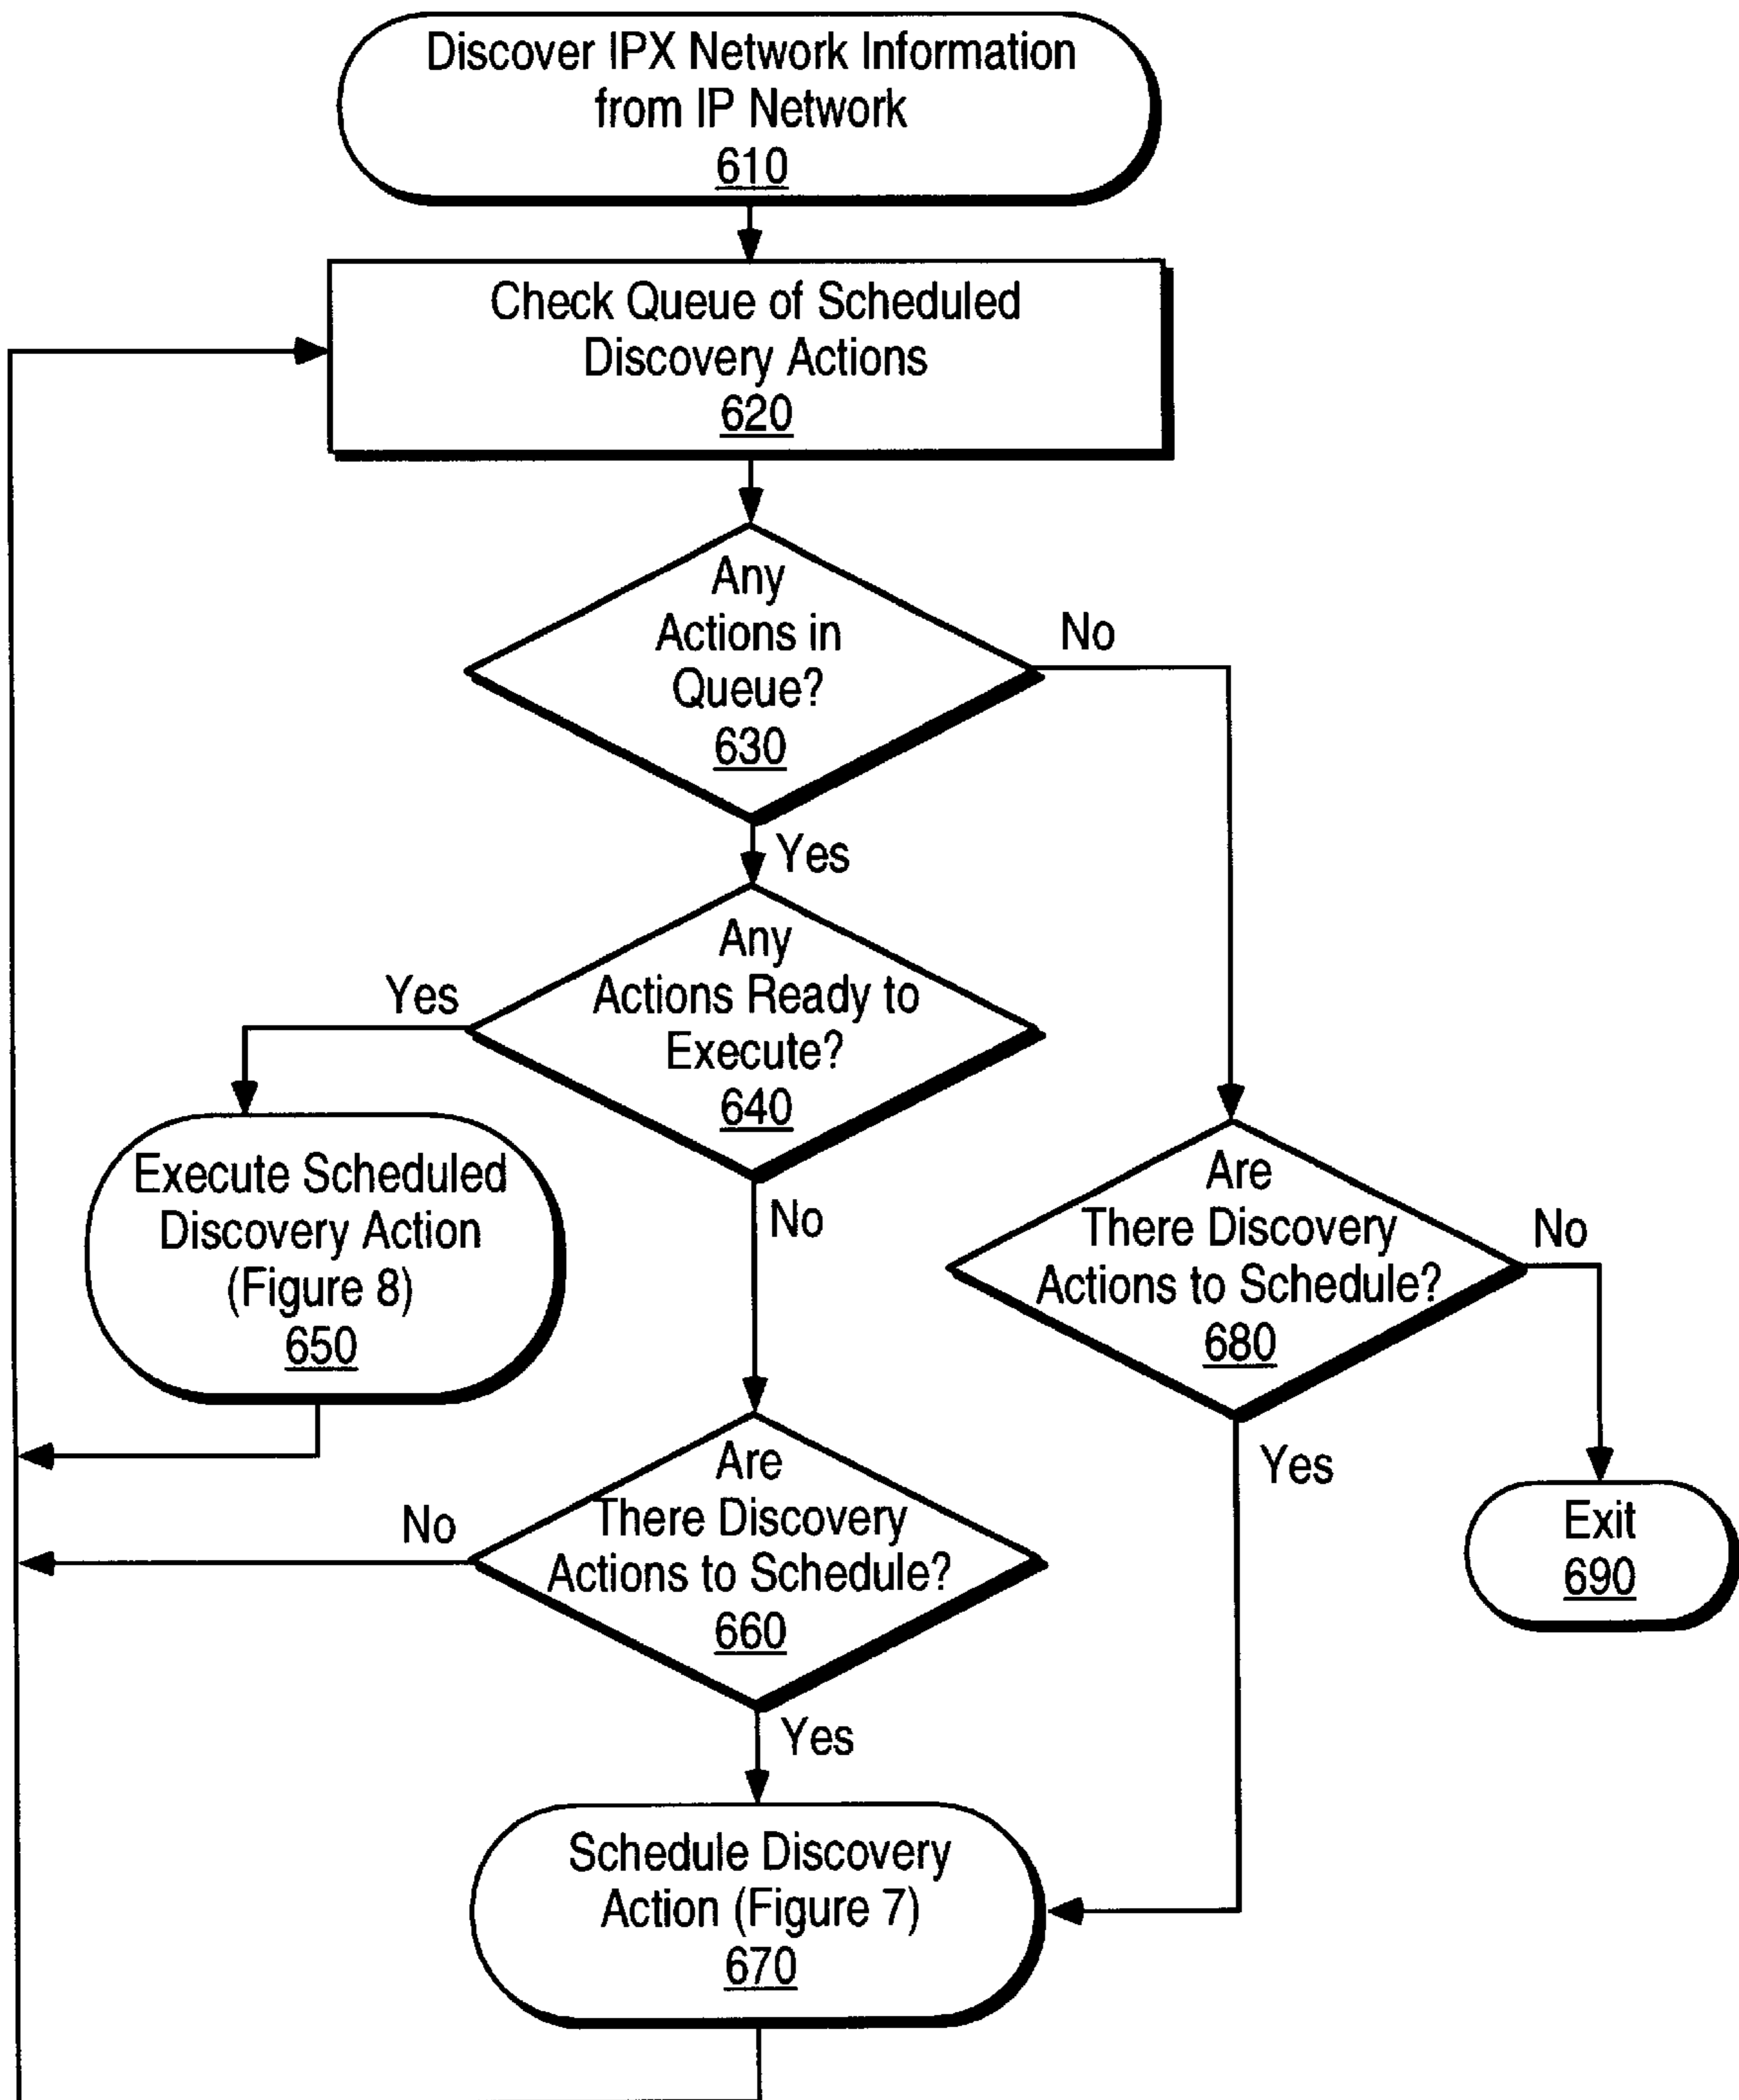 Discover IPX Network Information
from IP Network
610
Check Queue of Scheduled
Discovery Actions
620
Any
Actions in
Queue?
630
No
Yes
Any
Actions Ready to
Execute?
640
Yes
No
Execute Scheduled
Discovery Action
(Figure 8)
650
Are
There Discovery
Actions to Schedule?
680
No
Yes
Exit
690
Are
There Discovery
Actions to Schedule?
660
No
Yes
Schedule Discovery
Action (Figure 7)
670